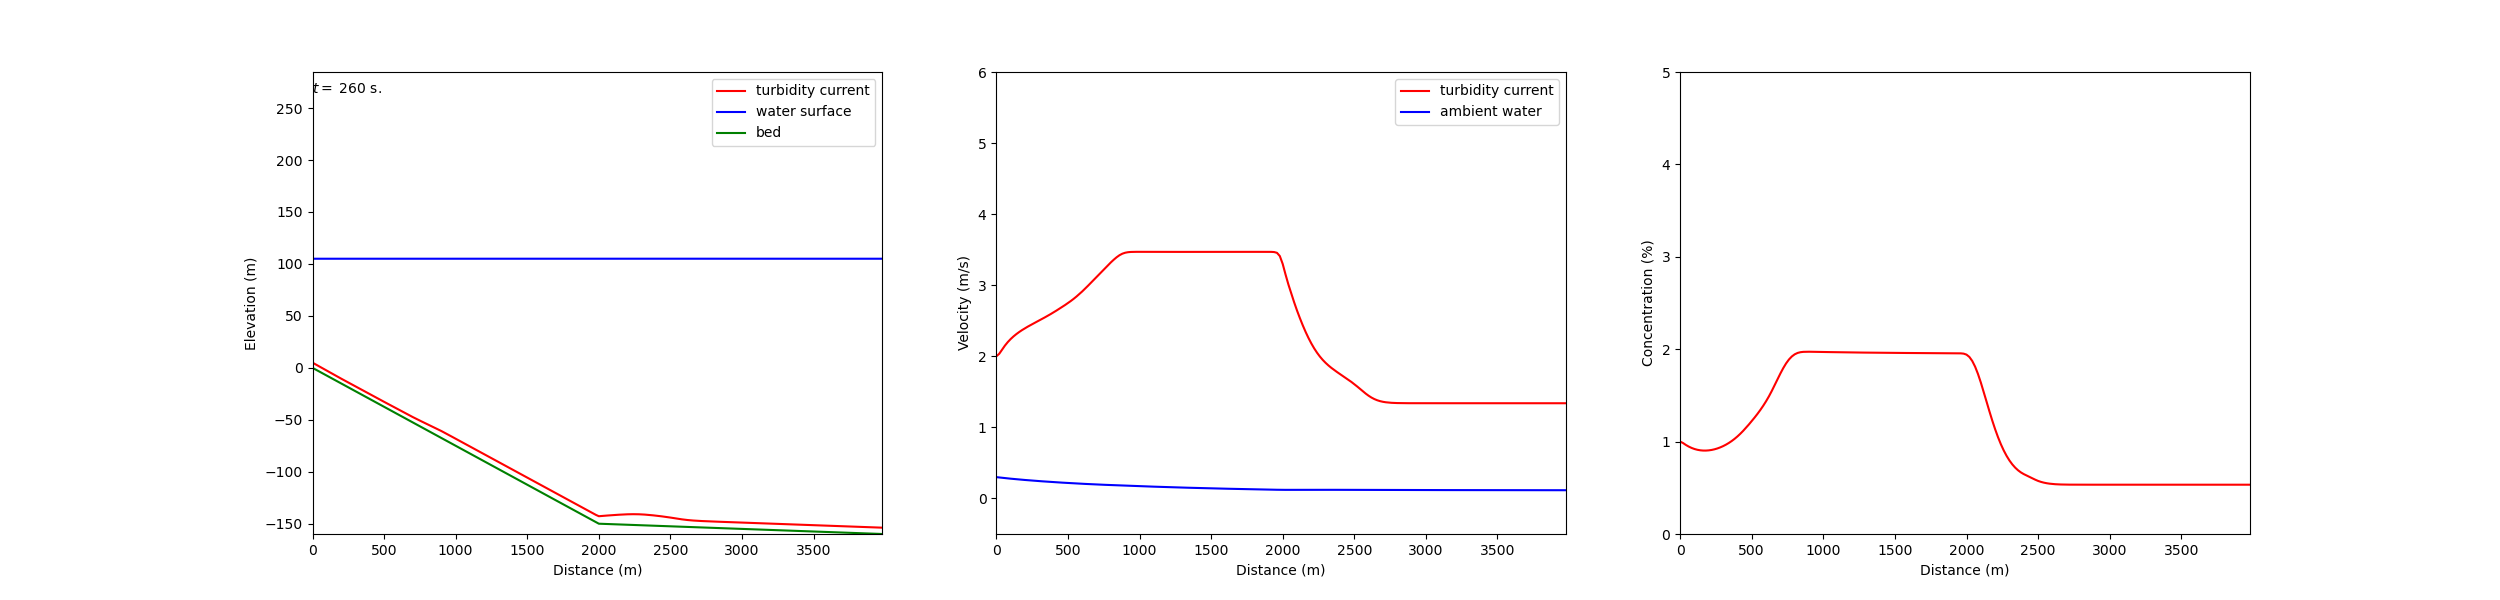 t = 260 s.
turbidity current
water surface
bed
250
200
150
100
50
0
−50
−100
−150
Elevation (m)
0 500 1000 1500 2000 2500 3000 3500
Distance (m)
turbidity current
ambient water
6
5
4
3
2
1
0
Velocity (m/s)
0 500 1000 1500 2000 2500 3000 3500
Distance (m)
5
4
3
2
1
0
Concentration (%)
0 500 1000 1500 2000 2500 3000 3500
Distance (m)